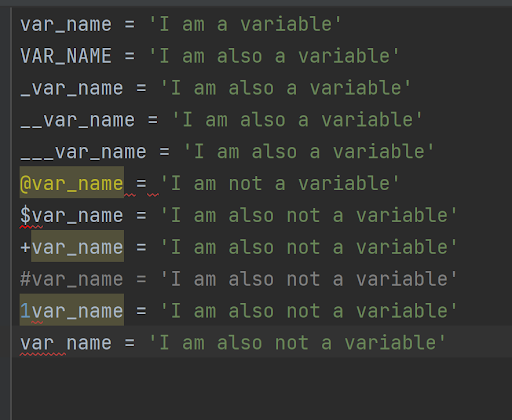 var_name = 'I am a variable'
VAR_NAME = 'I am also a variable'
_var_name = 'I am also a variable'
__var_name = 'I am also a variable'
___var_name = 'I am also a variable'
@var_name = 'I am not a variable'
$var_name = 'I am also not a variable'
+var_name = 'I am also not a variable'
#var_name = 'I am also not a variable'
1var_name = 'I am also not a variable'
var name = 'I am also not a variable'